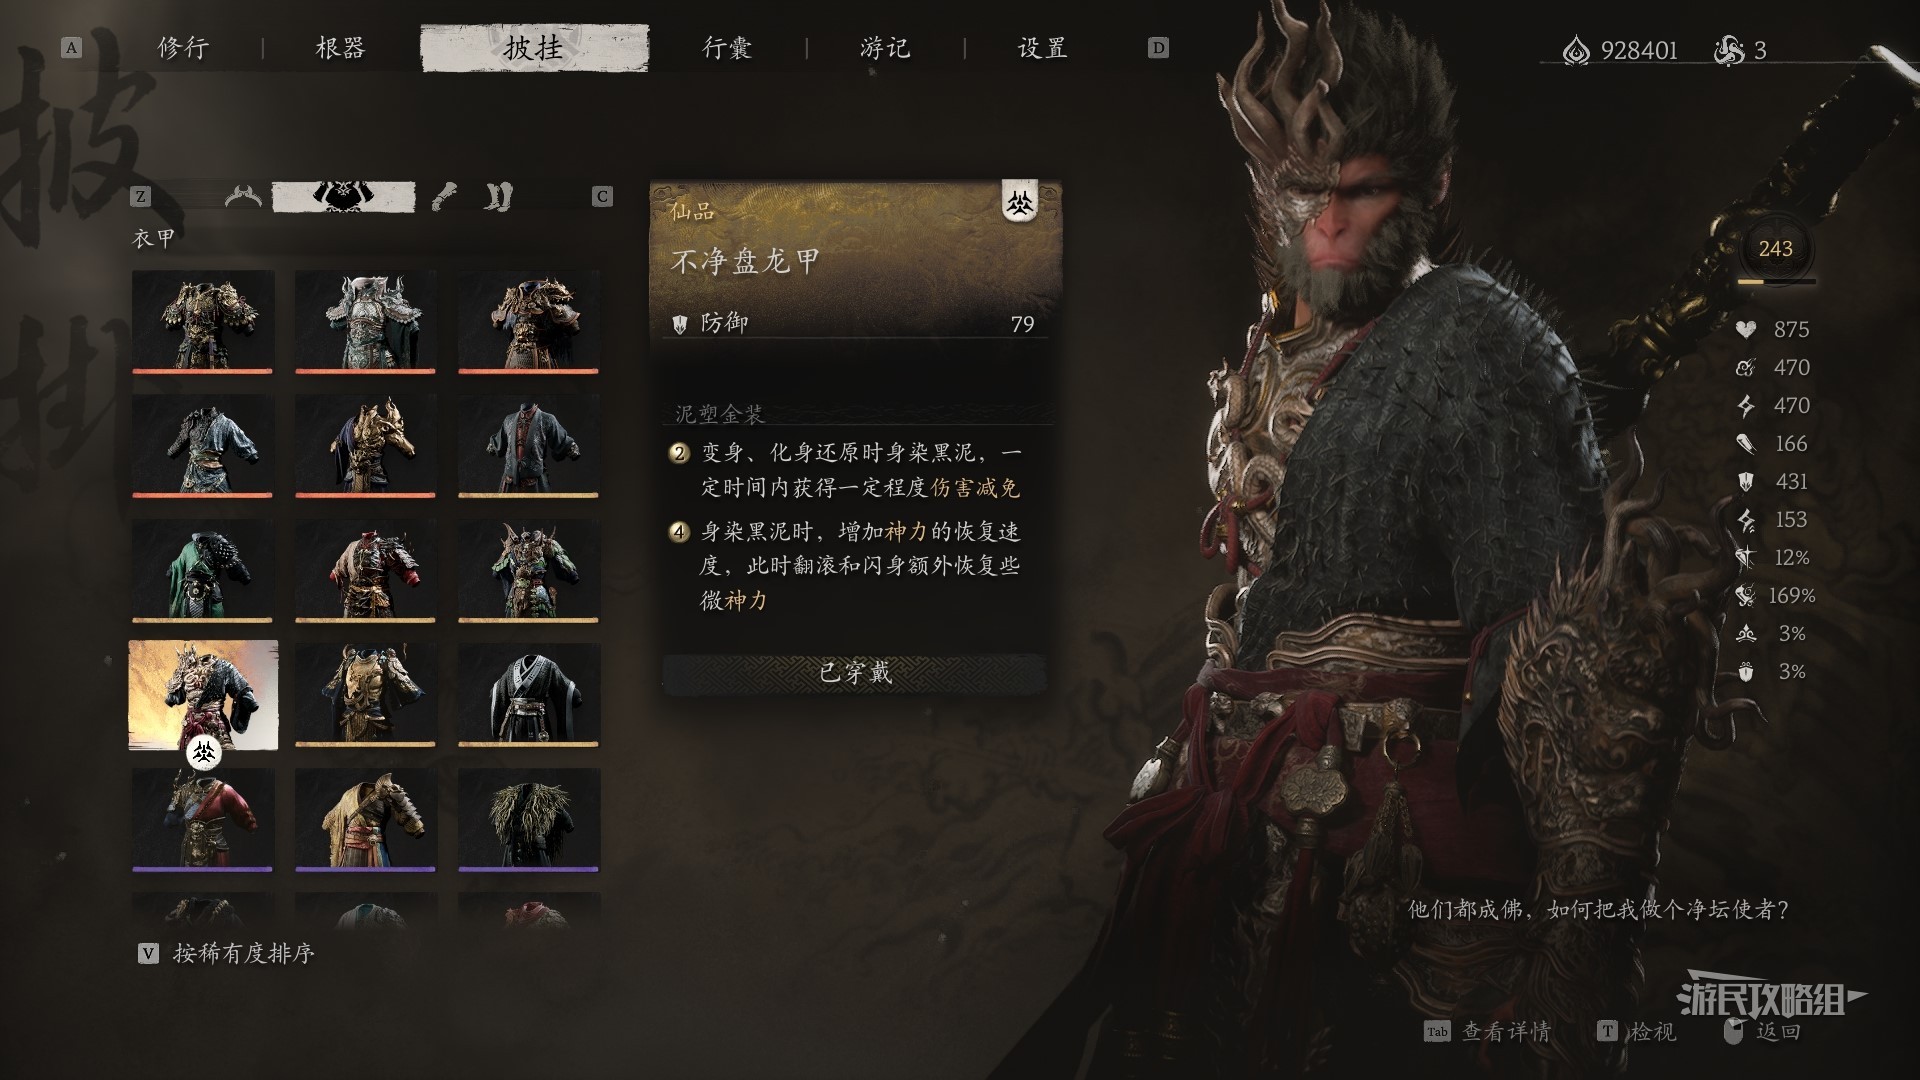 A 修行 根器 披挂 行囊 游记 设置 D
928401 3
披挂
Z C
衣甲
仙品
不净盘龙甲
防御 79
泥塑金装
2 变身、化身还原时身染黑泥，一
定时间内获得一定程度伤害减免
4 身染黑泥时，增加神力的恢复速
度，此时翻滚和闪身额外恢复些
微神力
已穿戴
243
875
470
470
166
431
153
12%
169%
3%
3%
他们都成佛，如何把我做个净坛使者？
V 按稀有度排序
游民攻略组
Tab 查看详情 T 检视 返回